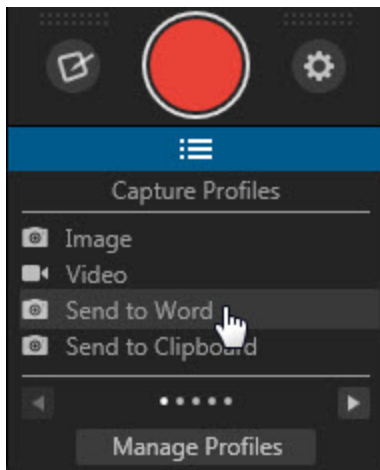 Capture Profiles
Image
Video
Send to Word
Send to Clipboard
Manage Profiles